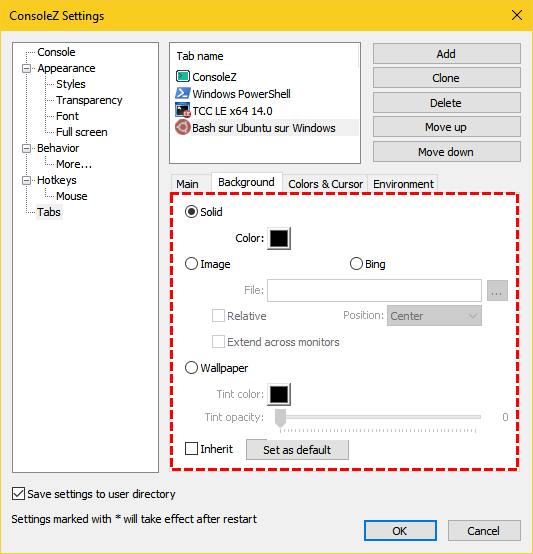 ConsoleZ Settings
Console
Appearance
Styles
Transparency
Font
Full screen
Behavior
More...
Hotkeys
Mouse
Tabs
Tab name
ConsoleZ
Windows PowerShell
TCC LE x64 14.0
Bash sur Ubuntu sur Windows
Add
Clone
Delete
Move up
Move down
Main Background Colors & Cursor Environment
Solid
Color:
Image Bing
File: ...
Relative Position: Center
Extend across monitors
Wallpaper
Tint color:
Tint opacity: 0
Inherit Set as default
Save settings to user directory
Settings marked with * will take effect after restart
OK Cancel